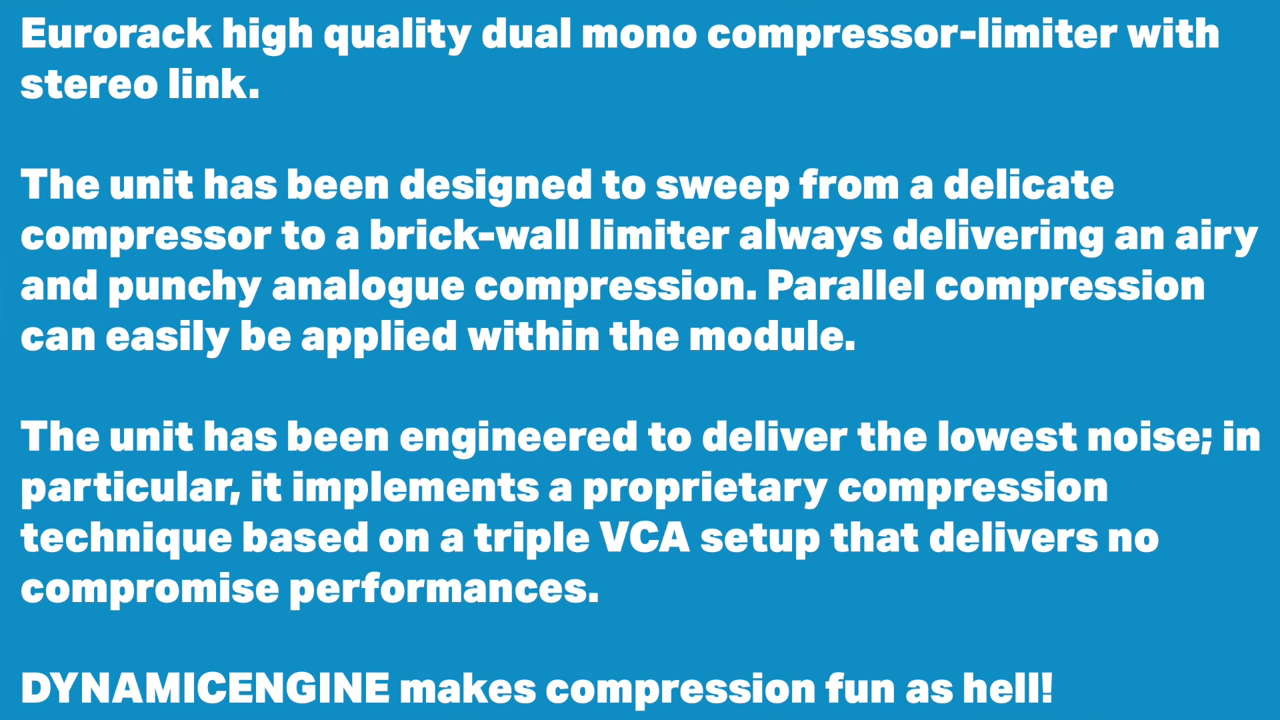 Eurorack high quality dual mono compressor-limiter with
stereo link.
The unit has been designed to sweep from a delicate
compressor to a brick-wall limiter always delivering an airy
and punchy analogue compression. Parallel compression
can easily be applied within the module.
The unit has been engineered to deliver the lowest noise; in
particular, it implements a proprietary compression
technique based on a triple VCA setup that delivers no
compromise performances.
DYNAMICENGINE makes compression fun as hell!